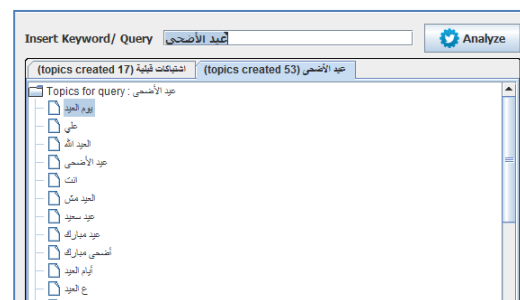 Insert Keyword/ Query عيد الأضحى Analyze
(topics created 17) اشتباكات قبلية (topics created 53) عيد الأضحى
Topics for query : عيد الأضحى
يوم العيد
علي
العيد الله
عيد الأضحى
انت
العيد مش
عيد سعيد
عيد مبارك
أضحى مبارك
أيام العيد
ع العيد